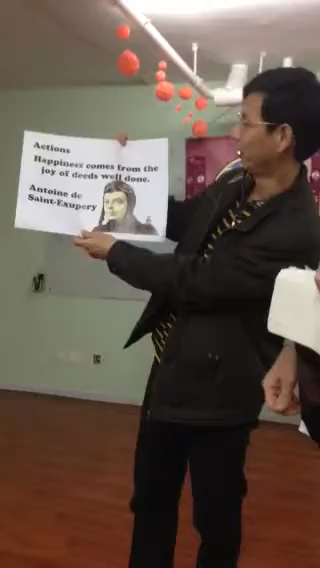 Actions
Happiness comes from the
joy of deeds well done.
Antoine de
Saint-Exupery